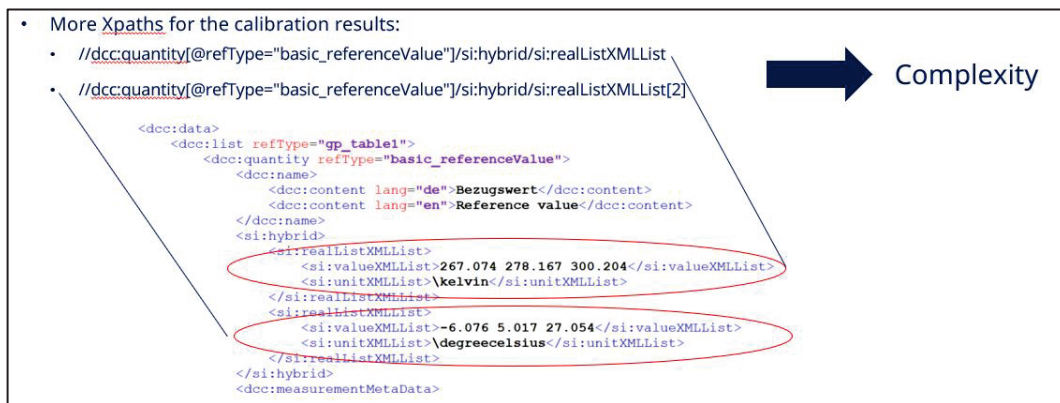 • More Xpaths for the calibration results:
• //dcc:quantity[@refType="basic_referenceValue"]/si:hybrid/si:realListXMLList
• //dcc:quantity[@refType="basic_referenceValue"]/si:hybrid/si:realListXMLList[2]
Complexity
<dcc:data>
<dcc:list refType="gp_table1">
<dcc:quantity refType="basic_referenceValue">
<dcc:name>
<dcc:content lang="de">Bezugswert</dcc:content>
<dcc:content lang="en">Reference value</dcc:content>
</dcc:name>
<si:hybrid>
<si:realListXMLList>
<si:valueXMLList>267.074 278.167 300.204</si:valueXMLList>
<si:unitXMLList>\kelvin</si:unitXMLList>
</si:realListXMLList>
<si:realListXMLList>
<si:valueXMLList>-6.076 5.017 27.054</si:valueXMLList>
<si:unitXMLList>\degreecelsius</si:unitXMLList>
</si:realListXMLList>
</si:hybrid>
<dcc:measurementMetaData>